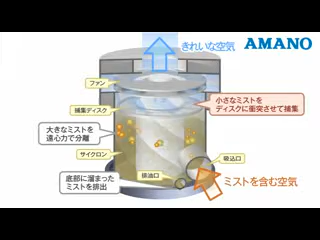 きれいな空気
AMANO
ファン
捕集ディスク
小さなミストを
ディスクに衝突させて捕集
大きなミストを
遠心力で分離
サイクロン
吸込口
底部に溜まった
ミストを排出
排油口
ミストを含む空気